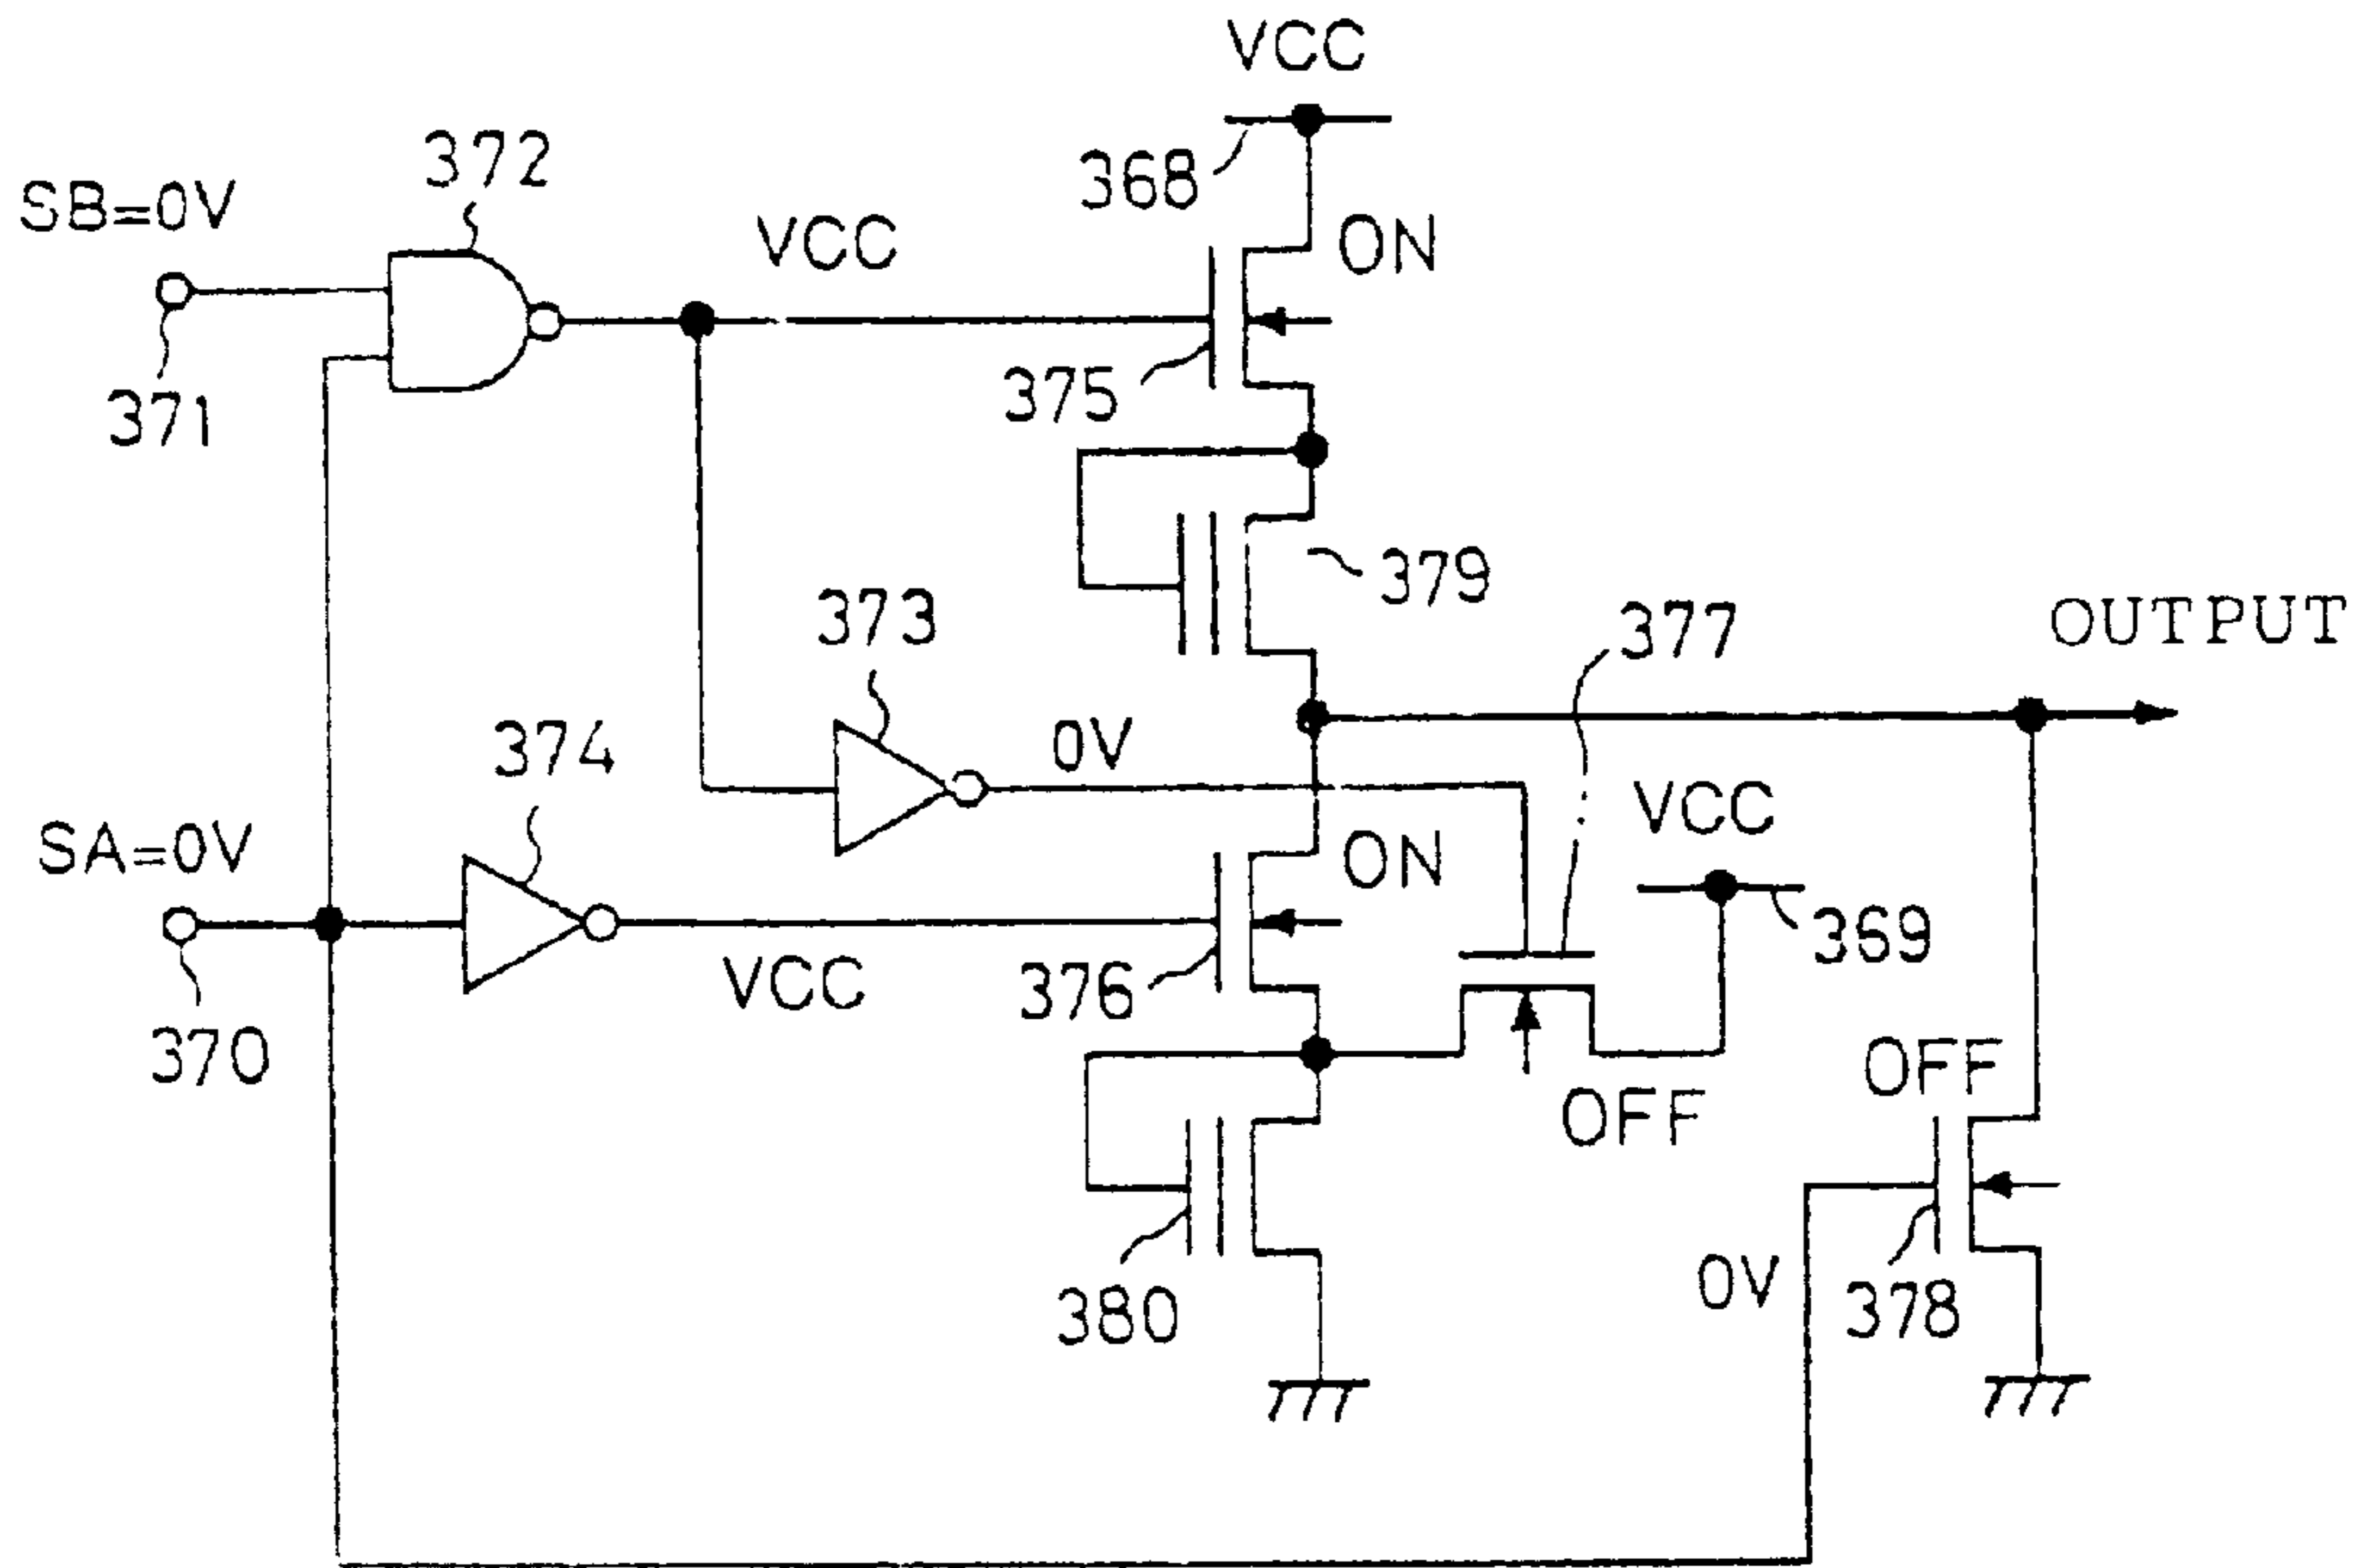 VCC
372
368
SB=0V
VCC
ON
371
375
379
373
377
OUTPUT
374
0V
VCC
SA=0V
ON
369
VCC
376
370
OFF
OFF
380
0V
378